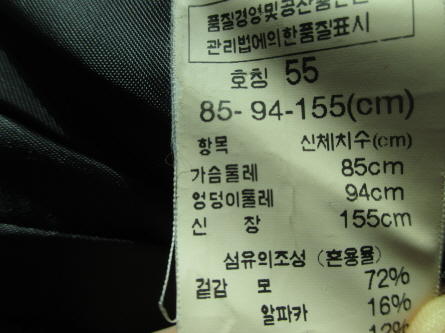 품질경영및공산품안전
관리법에의한품질표시
호칭 55
85-94-155(cm)
항목 신체치수(cm)
가슴둘레 85cm
엉덩이둘레 94cm
신 장 155cm
섬유의조성 (혼용율)
겉감 모 72%
알파카 16%
12%